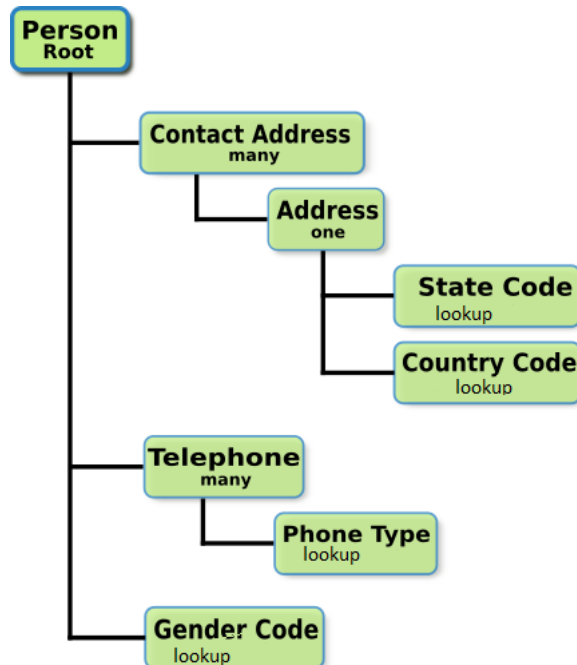 Person
Root
Contact Address
many
Address
one
State Code
lookup
Country Code
lookup
Telephone
many
Phone Type
lookup
Gender Code
lookup